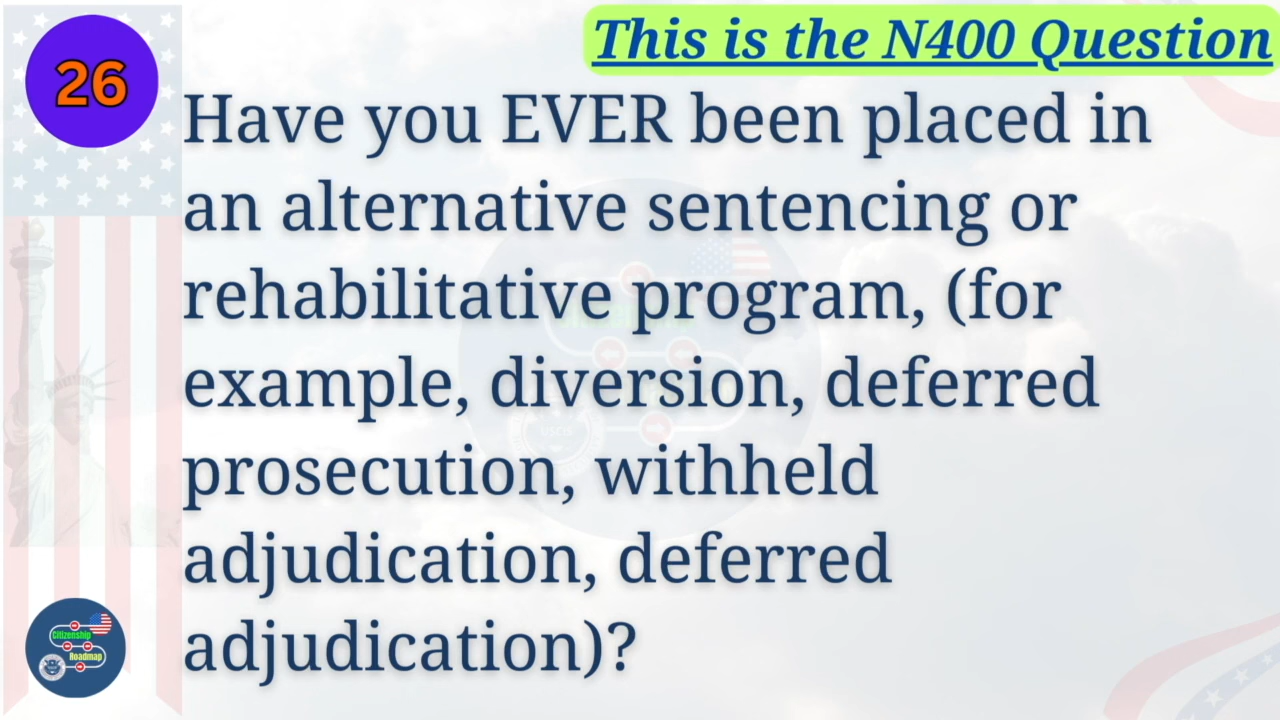 26
This is the N400 Question
Have you EVER been placed in
an alternative sentencing or
rehabilitative program, (for
example, diversion, deferred
prosecution, withheld
adjudication, deferred
adjudication)?
Citizenship
Roadmap